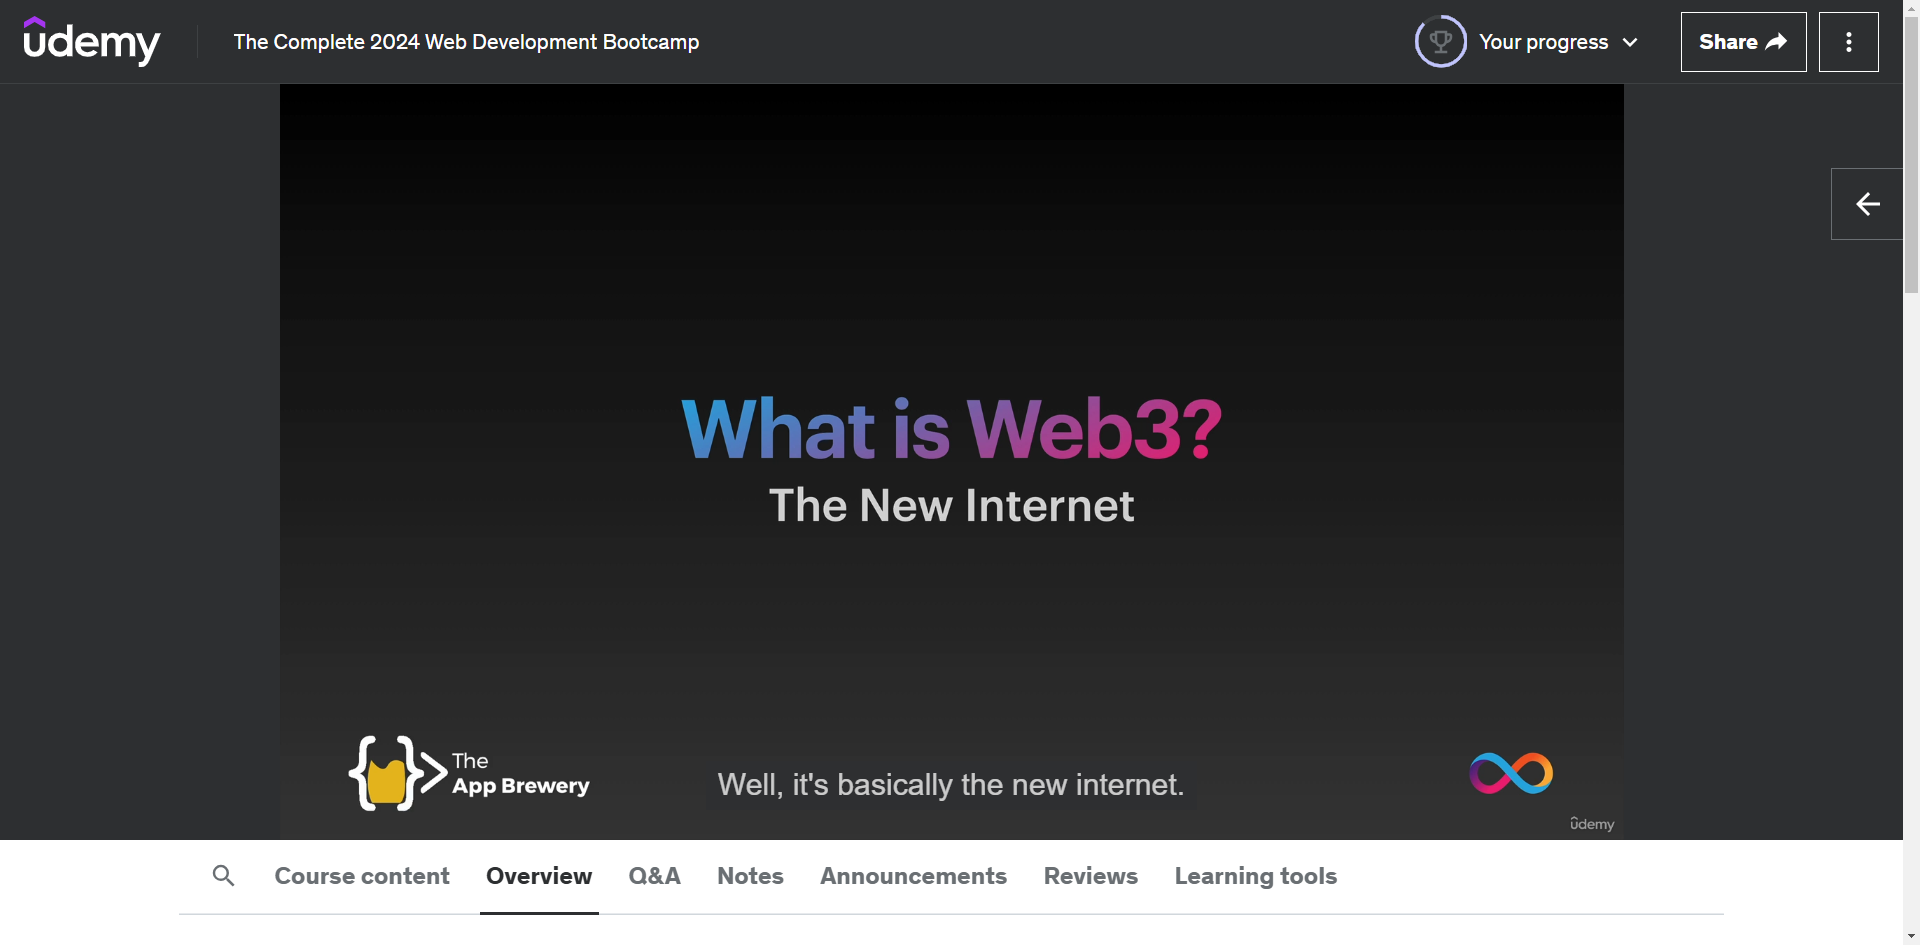 udemy
The Complete 2024 Web Development Bootcamp
Your progress
Share
What is Web3?
The New Internet
The
App Brewery
Well, it's basically the new internet.
udemy
Course content
Overview
Q&A
Notes
Announcements
Reviews
Learning tools